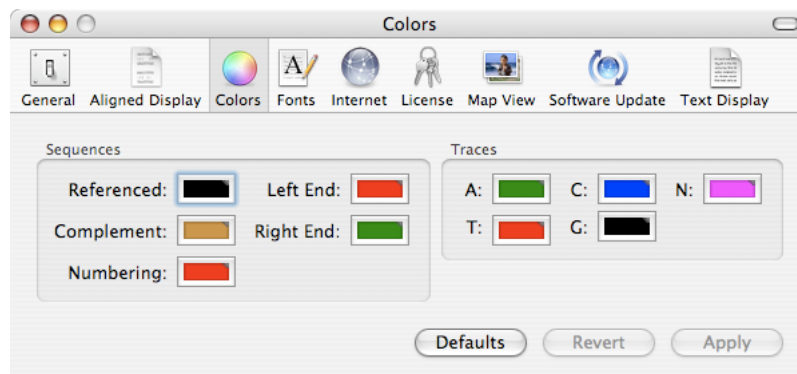 Colors
General Aligned Display Colors Fonts Internet License Map View Software Update Text Display
Sequences
Referenced: Left End:
Complement: Right End:
Numbering:
Traces
A: C: N:
T: G:
Defaults Revert Apply